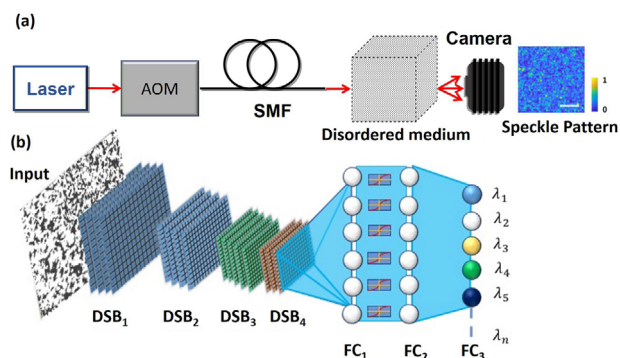 (a)
Laser
AOM
SMF
Disordered medium
Camera
1
0
Speckle Pattern
(b)
Input
DSB₁
DSB₂
DSB₃
DSB₄
FC₁
FC₂
FC₃
λ₁
λ₂
λ₃
λ₄
λ₅
λₙ